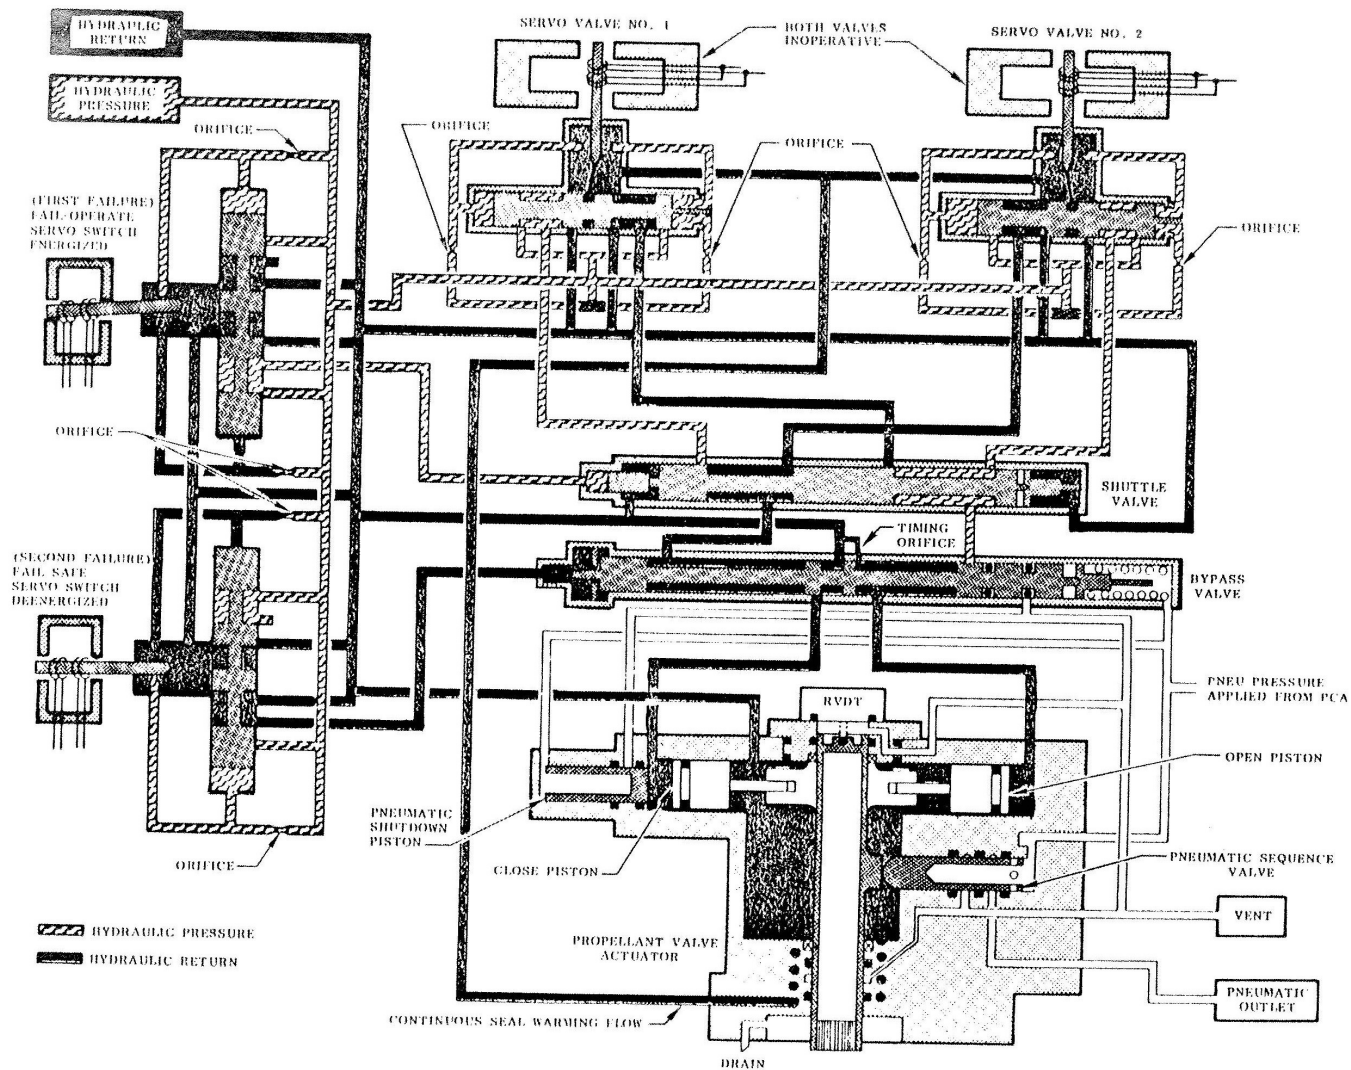 HYDRAULIC
RETURN
HYDRAULIC
PRESSURE
SERVO VALVE NO. 1
BOTH VALVES
INOPERATIVE
SERVO VALVE NO. 2
ORIFICE
ORIFICE
ORIFICE
ORIFICE
(FIRST FAILURE)
FAIL-OPERATE
SERVO SWITCH
ENERGIZED
ORIFICE
SHUTTLE
VALVE
TIMING
ORIFICE
(SECOND FAILURE)
FAIL SAFE
SERVO SWITCH
DEENERGIZED
BYPASS
VALVE
PNEU PRESSURE
APPLIED FROM PCA
RVDT
OPEN PISTON
PNEUMATIC
SHUTDOWN
PISTON
ORIFICE
CLOSE PISTON
PNEUMATIC SEQUENCE
VALVE
VENT
HYDRAULIC PRESSURE
HYDRAULIC RETURN
PROPELLANT VALVE
ACTUATOR
PNEUMATIC
OUTLET
CONTINUOUS SEAL WARMING FLOW
DRAIN